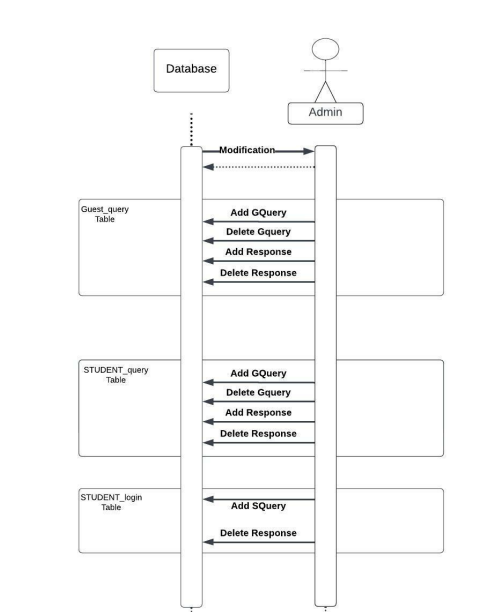 Database
Admin
Modification
Guest_query
Table
Add GQuery
Delete Gquery
Add Response
Delete Response
STUDENT_query
Table
Add GQuery
Delete Gquery
Add Response
Delete Response
STUDENT_login
Table
Add SQuery
Delete Response